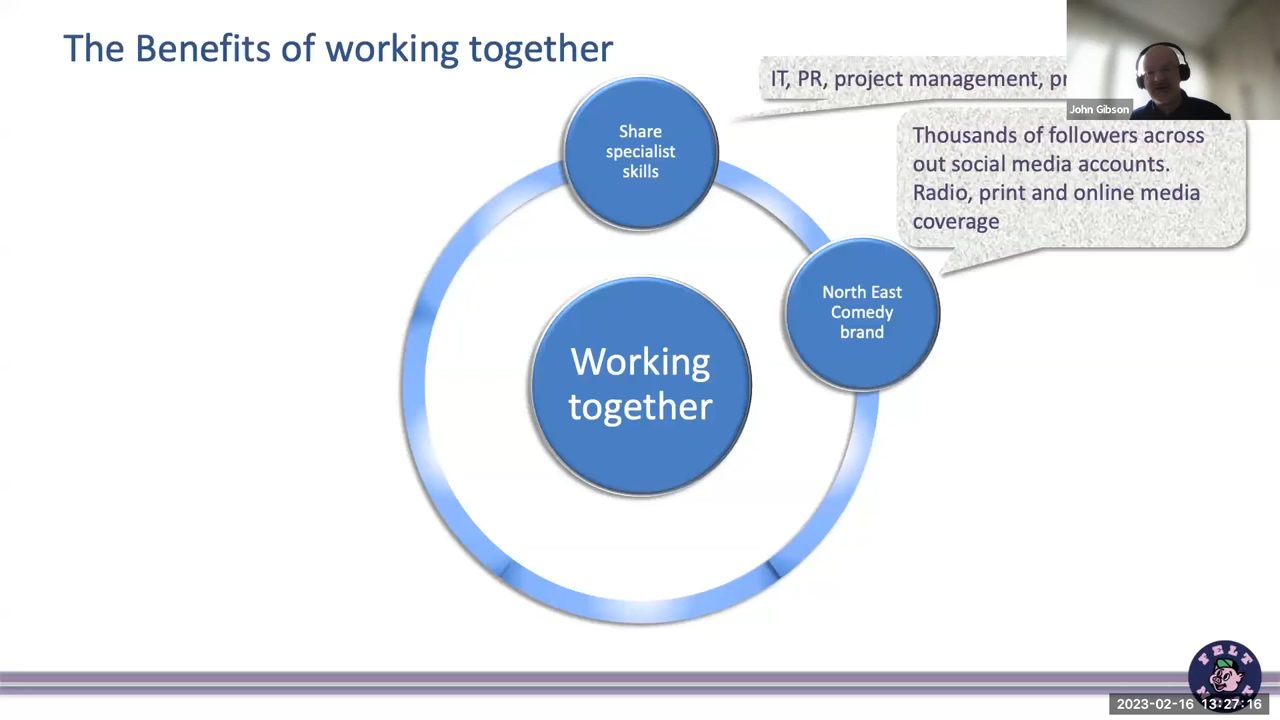 The Benefits of working together
IT, PR, project management,
John Gibson
Thousands of followers across
out social media accounts.
Radio, print and online media
coverage
Share
specialist
skills
North East
Comedy
brand
Working
together
2023-02-16 13:27:16